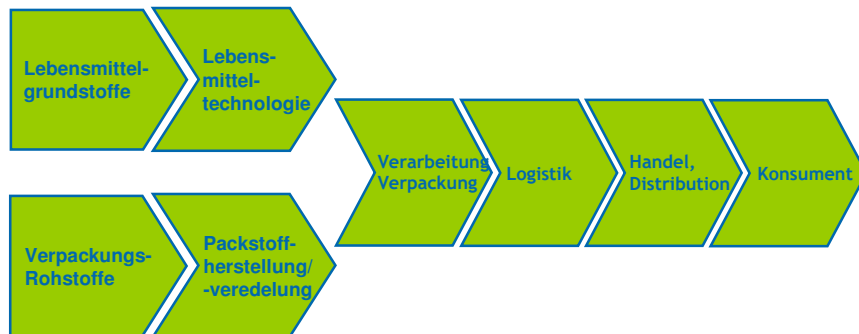 Lebensmittel-
grundstoffe
Lebens-
mittel-
technologie
Verpackungs-
Rohstoffe
Packstoff-
herstellung/
-veredelung
Verarbeitung
Verpackung
Logistik
Handel,
Distribution
Konsument